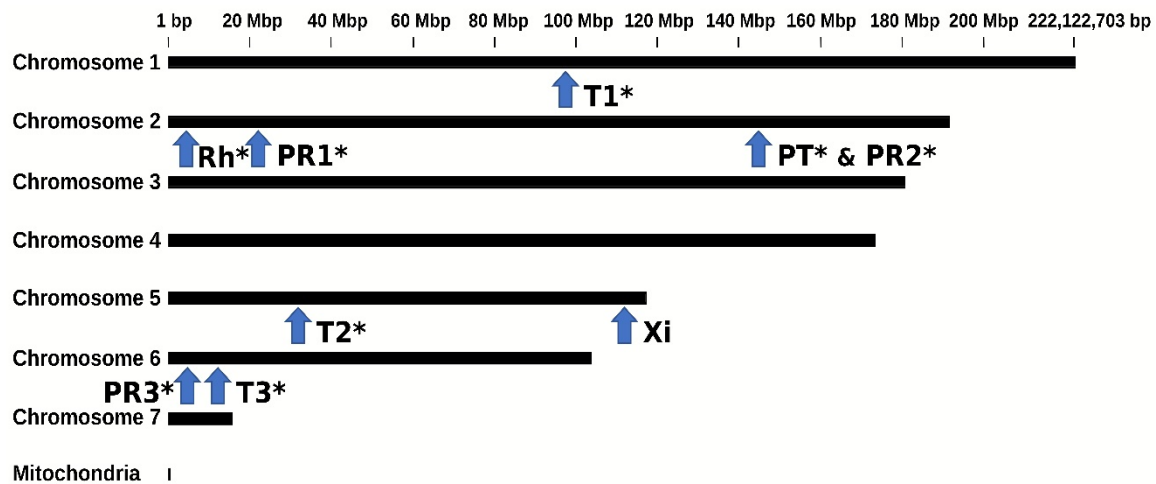 1 bp 20 Mbp 40 Mbp 60 Mbp 80 Mbp 100 Mbp 120 Mbp 140 Mbp 160 Mbp 180 Mbp 200 Mbp 222,122,703 bp
Chromosome 1
T1*
Chromosome 2
Rh* PR1* PT* & PR2*
Chromosome 3
Chromosome 4
Chromosome 5
T2* Xi
Chromosome 6
PR3* T3*
Chromosome 7
Mitochondria